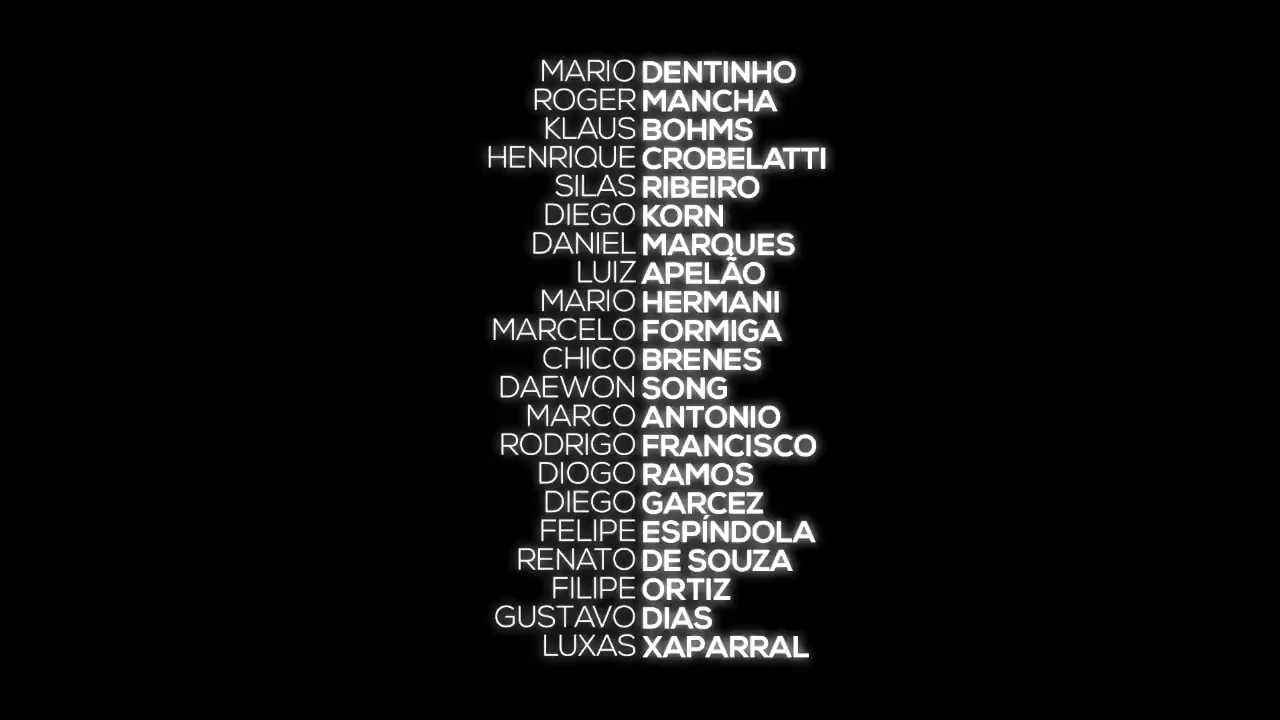 MARIO DENTINHO
ROGER MANCHA
KLAUS BOHMS
HENRIQUE CROBELATTI
SILAS RIBEIRO
DIEGO KORN
DANIEL MARQUES
LUIZ APELÃO
MARIO HERMANI
MARCELO FORMIGA
CHICO BRENES
DAEWON SONG
MARCO ANTONIO
RODRIGO FRANCISCO
DIOGO RAMOS
DIEGO GARCEZ
FELIPE ESPÍNDOLA
RENATO DE SOUZA
FILIPE ORTIZ
GUSTAVO DIAS
LUXAS XAPARRAL